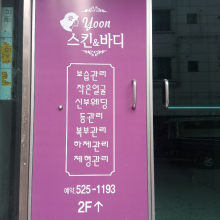 yoon
스킨&바디
보습관리
작은얼굴
신부웨딩
등관리
복부관리
하체관리
체형관리
예약. 525-1193
2F↑